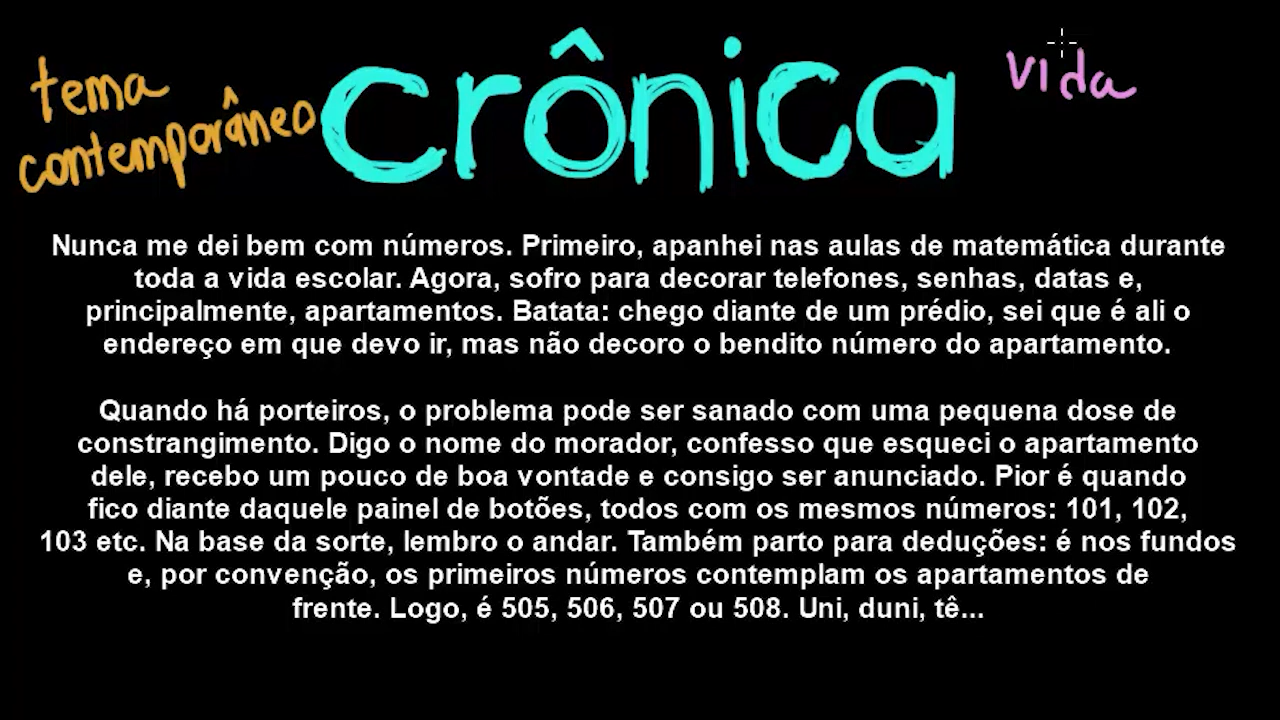 tema
contemporâneo
crônica
vida
Nunca me dei bem com números. Primeiro, apanhei nas aulas de matemática durante
toda a vida escolar. Agora, sofro para decorar telefones, senhas, datas e,
principalmente, apartamentos. Batata: chego diante de um prédio, sei que é ali o
endereço em que devo ir, mas não decoro o bendito número do apartamento.
Quando há porteiros, o problema pode ser sanado com uma pequena dose de
constrangimento. Digo o nome do morador, confesso que esqueci o apartamento
dele, recebo um pouco de boa vontade e consigo ser anunciado. Pior é quando
fico diante daquele painel de botões, todos com os mesmos números: 101, 102,
103 etc. Na base da sorte, lembro o andar. Também parto para deduções: é nos fundos
e, por convenção, os primeiros números contemplam os apartamentos de
frente. Logo, é 505, 506, 507 ou 508. Uni, duni, tê...